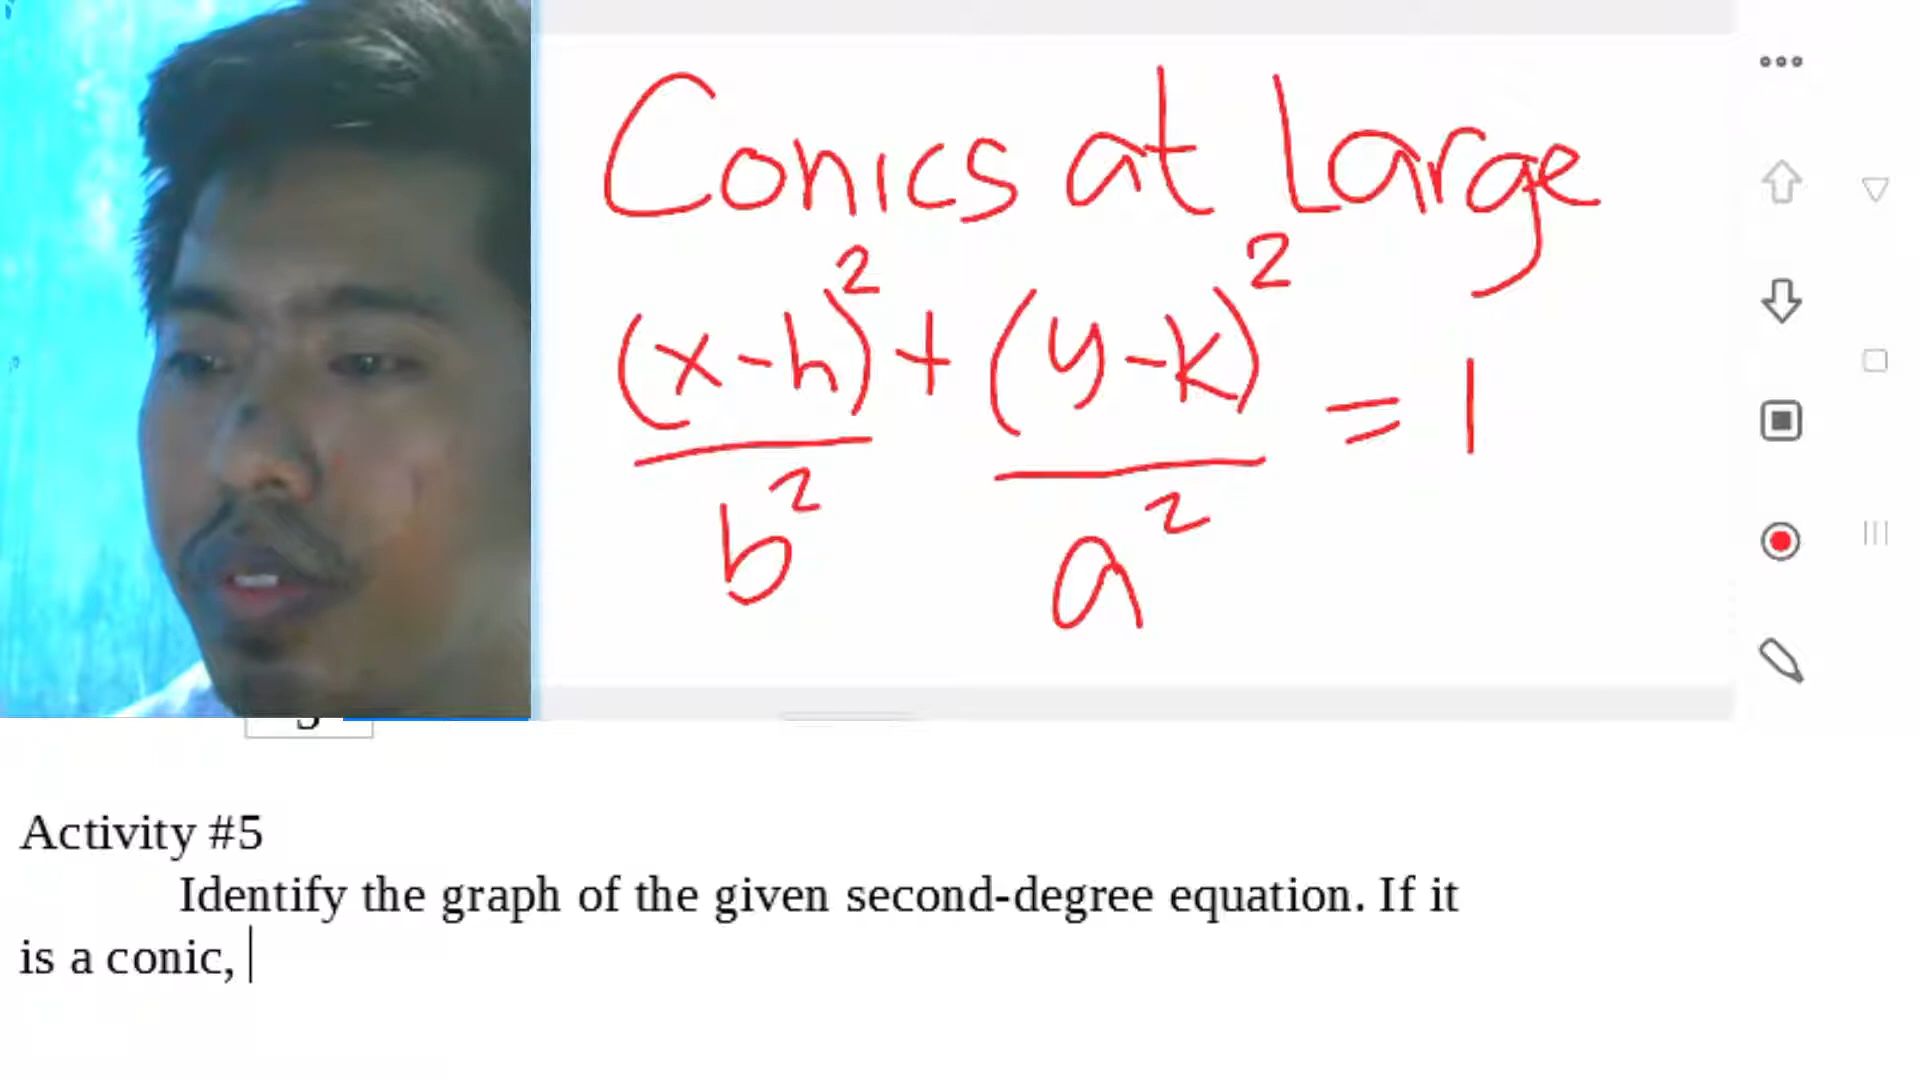 Conics at Large
(x-h)²/b² + (y-k)²/a² = 1
Activity #5
Identify the graph of the given second-degree equation. If it
is a conic,